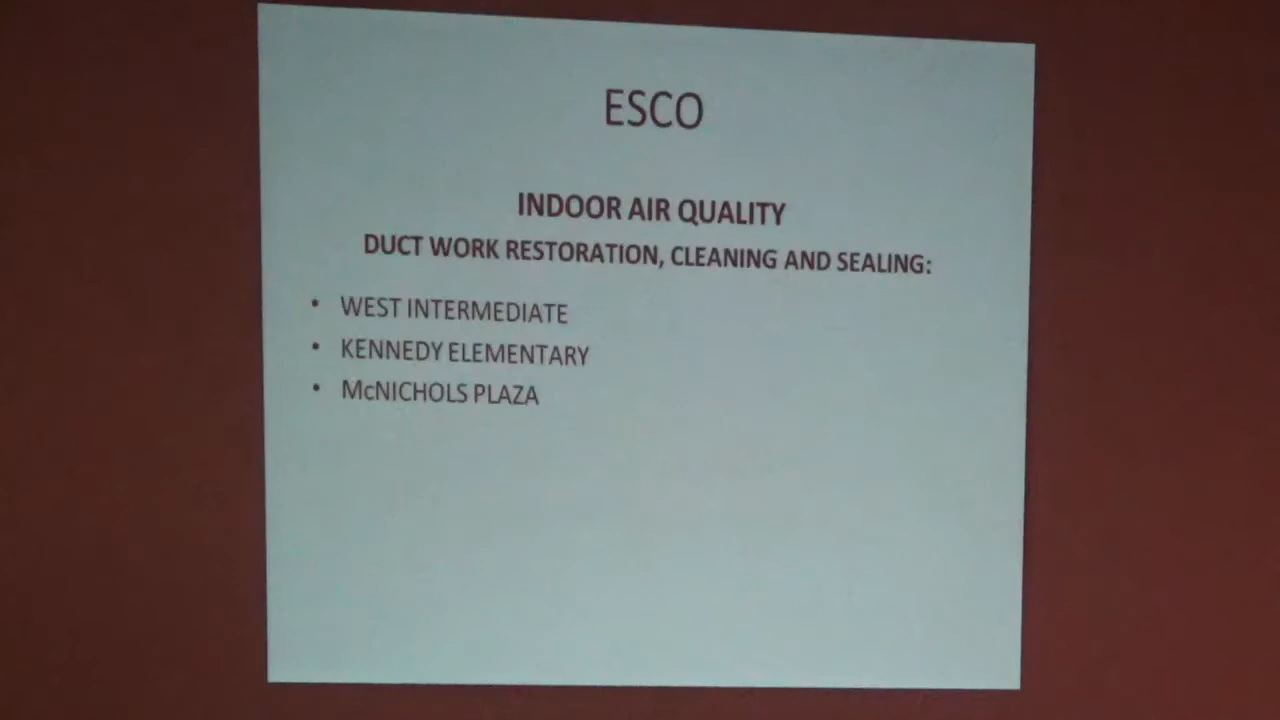 ESCO
INDOOR AIR QUALITY
DUCT WORK RESTORATION, CLEANING AND SEALING:
• WEST INTERMEDIATE
• KENNEDY ELEMENTARY
• McNICHOLS PLAZA